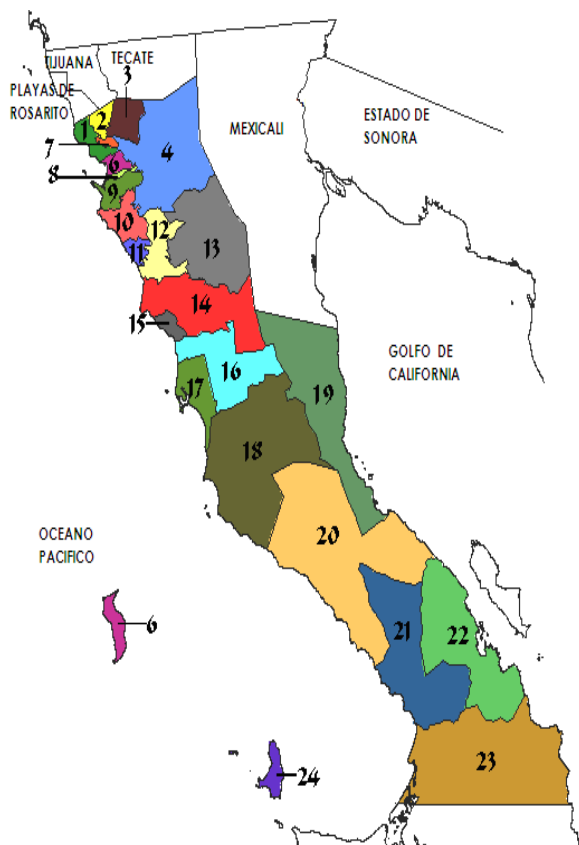 TIJUANA
TECATE
3
PLAYAS DE
ROSARITO
2
1
7
MEXICALI
ESTADO DE
SONORA
4
6
8
9
10
12
11
13
14
15
GOLFO DE
CALIFORNIA
16
17
19
18
OCEANO
PACIFICO
20
6
21
22
23
24